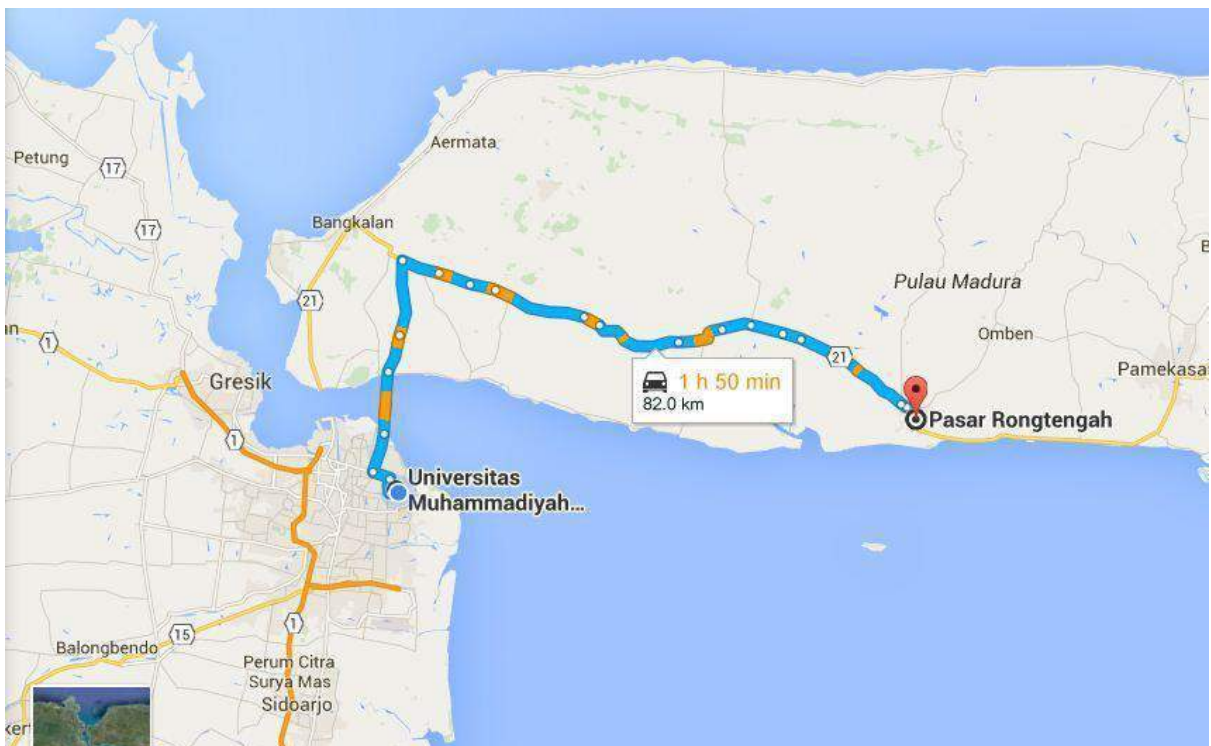 Petung
17
17
Aermata
Bangkalan
21
Pulau Madura
Omben
1
Gresik
21
Pamekasa
1 h 50 min
82.0 km
Pasar Rongtengah
1
Universitas
Muhammadiyah...
15
1
Balongbendo
Perum Citra
Surya Mas
Sidoarjo